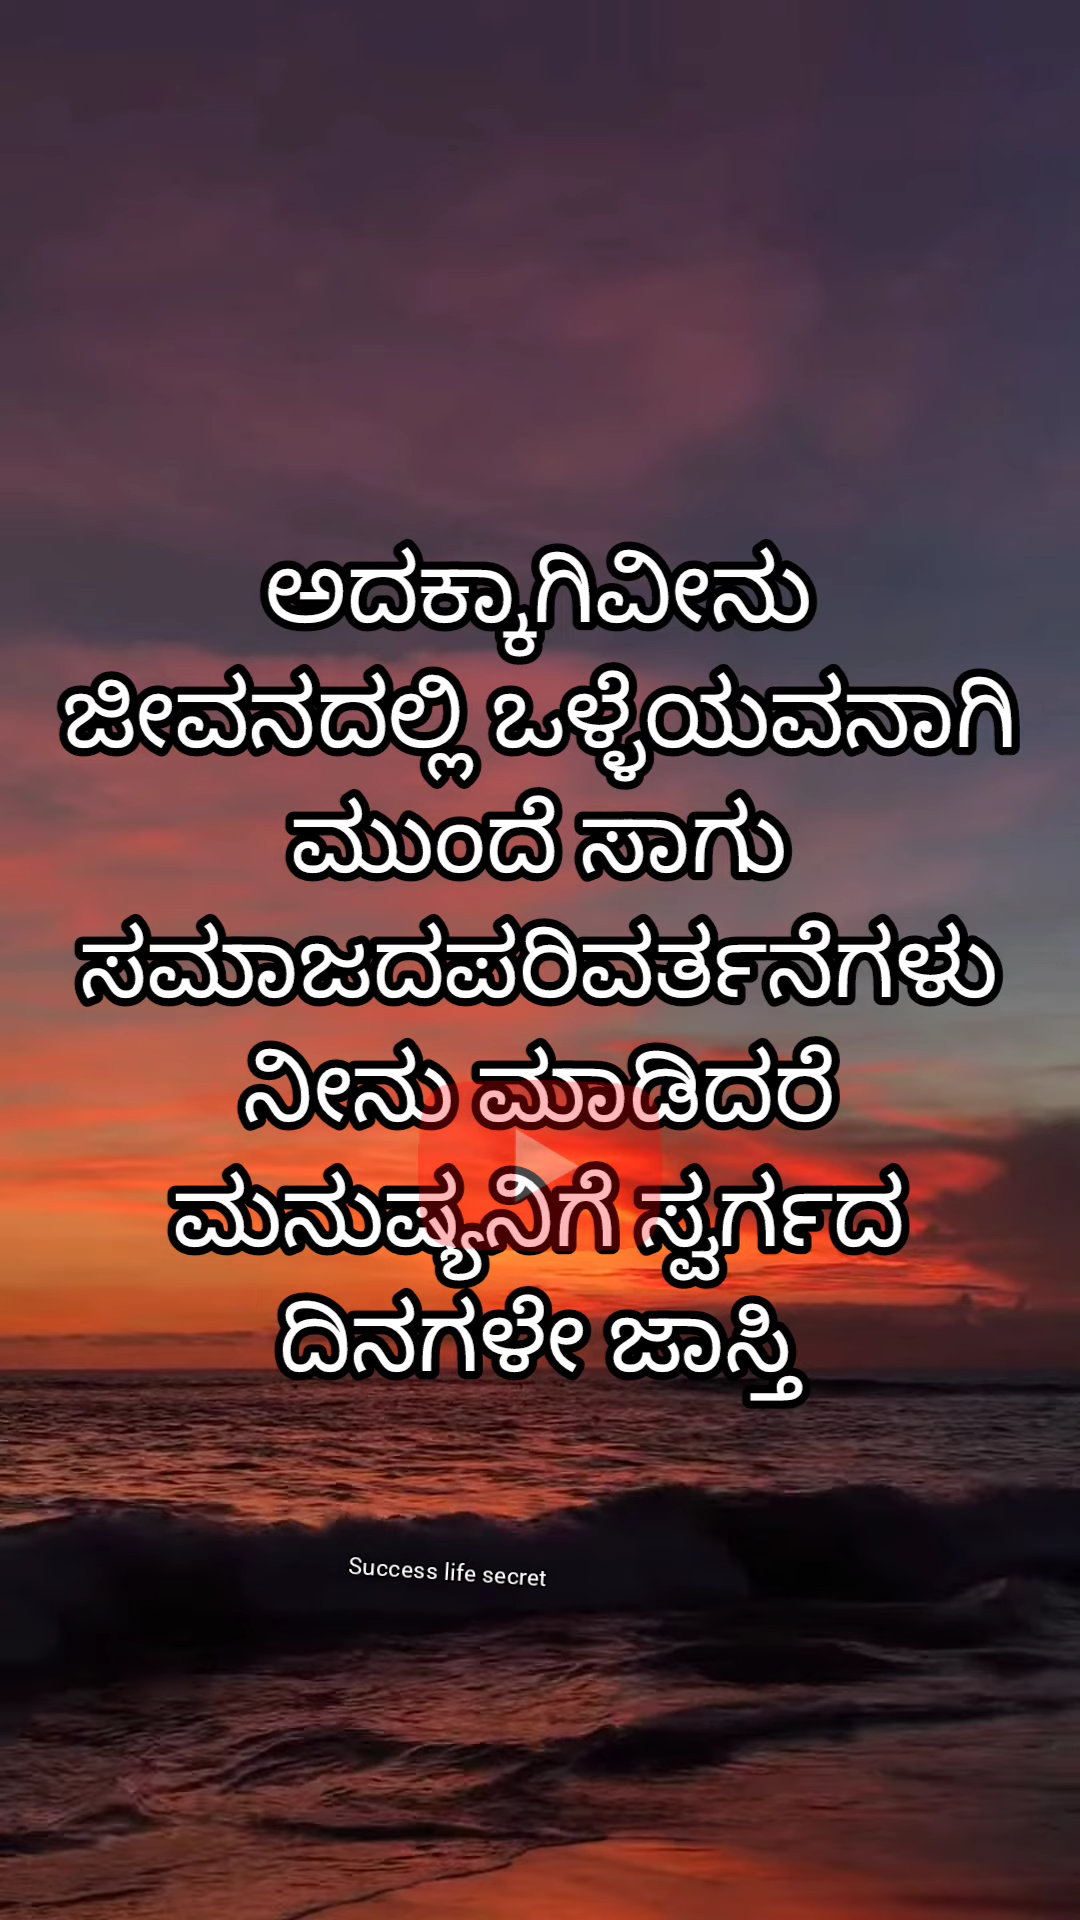 ಅದಕ್ಕಾಗಿವೀನು
ಜೀವನದಲ್ಲಿ ಒಳ್ಳೆಯವನಾಗಿ
ಮುಂದೆ ಸಾಗು
ಸಮಾಜದಪರಿವರ್ತನೆಗಳು
ನೀನು ಮಾಡಿದರೆ
ಮನುಷ್ಯನಿಗೆ ಸ್ವರ್ಗದ
ದಿನಗಳೇ ಜಾಸ್ತಿ
Success life secret